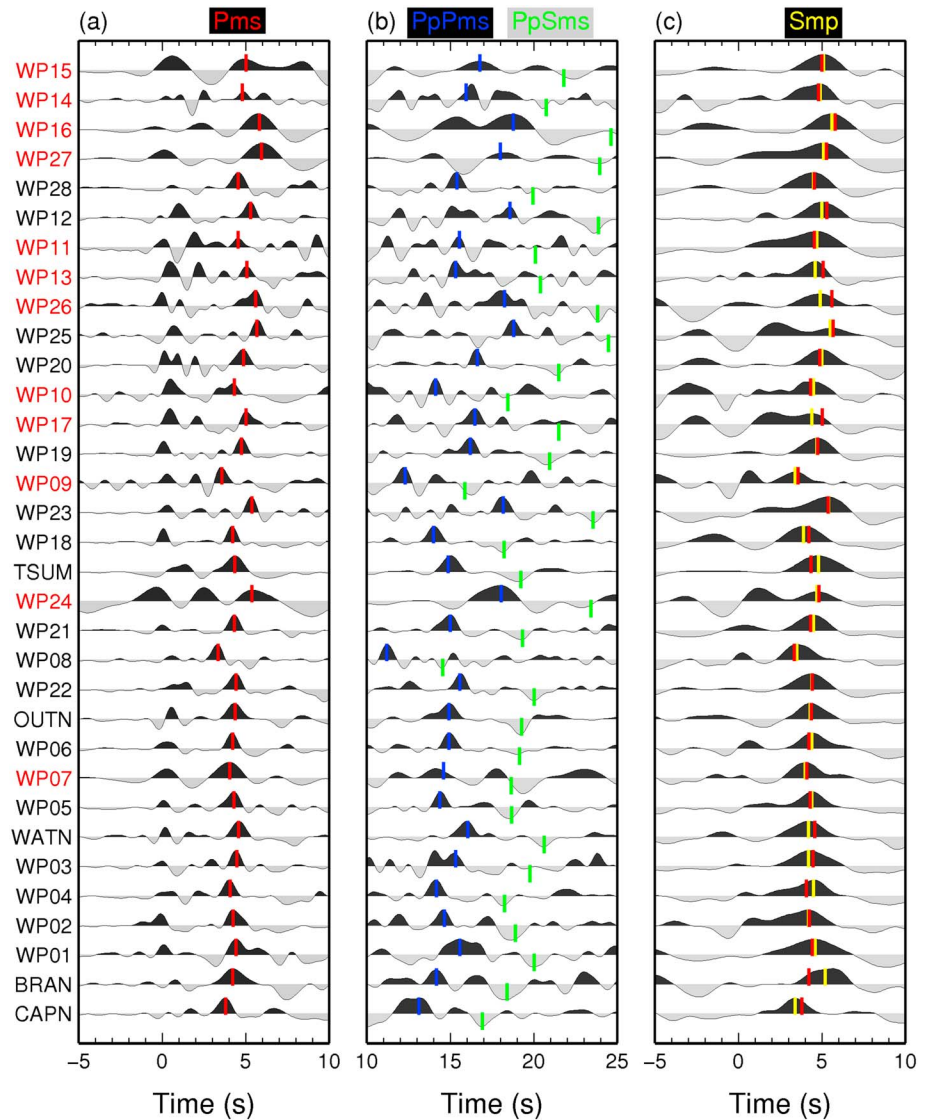 (a) Pms (b) PpPms PpSms (c) Smp
WP15
WP14
WP16
WP27
WP28
WP12
WP11
WP13
WP26
WP25
WP20
WP10
WP17
WP19
WP09
WP23
WP18
TSUM
WP24
WP21
WP08
WP22
OUTN
WP06
WP07
WP05
WATN
WP03
WP04
WP02
WP01
BRAN
CAPN
−5 0 5 10 10 15 20 25 −5 0 5 10
Time (s) Time (s) Time (s)